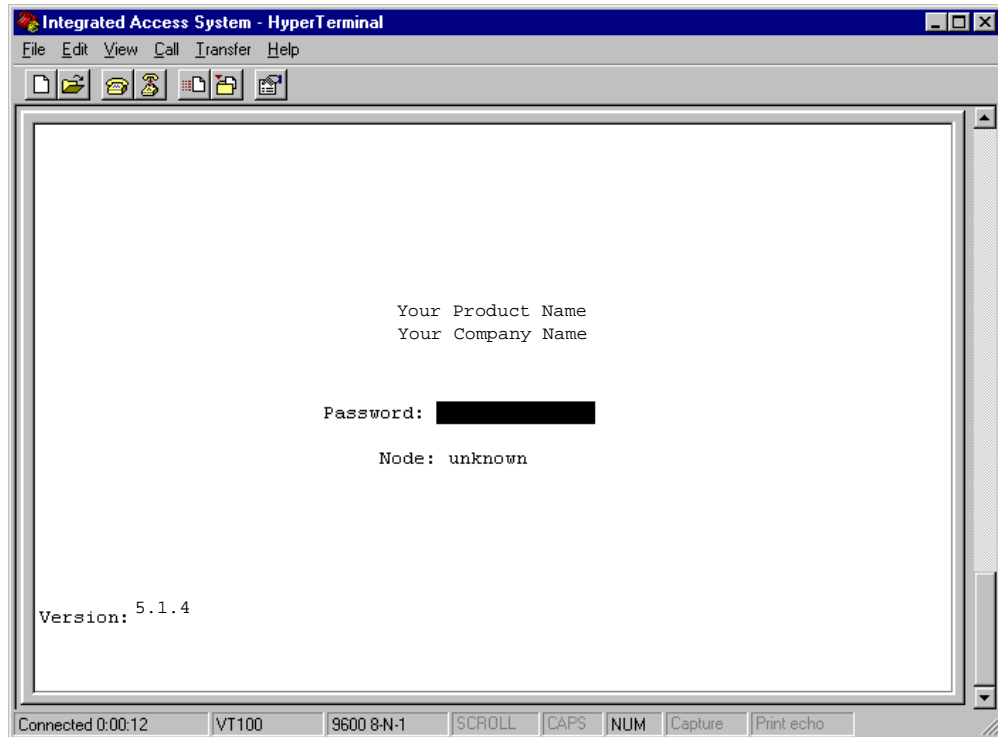 Integrated Access System - HyperTerminal
File Edit View Call Transfer Help
Your Product Name
Your Company Name
Password:
Node: unknown
Version: 5.1.4
Connected 0:00:12 VT100 9600 8-N-1 SCROLL CAPS NUM Capture Print echo